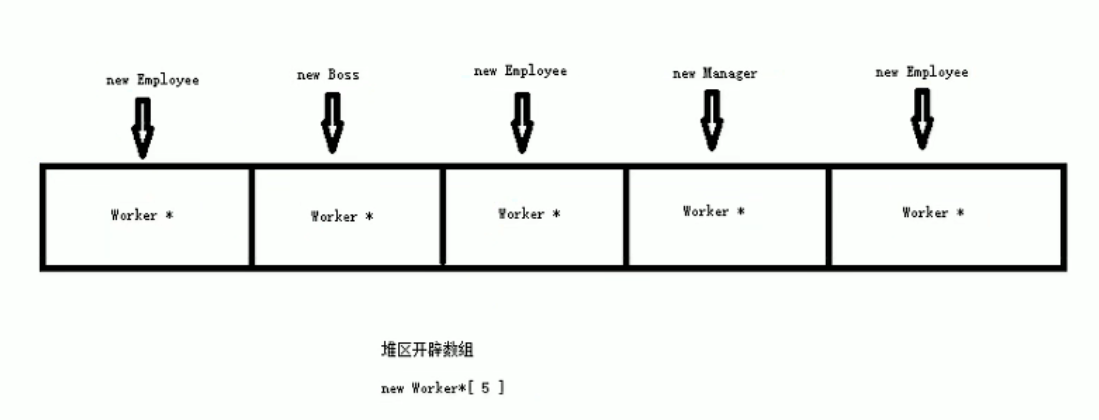 new Employee
new Boss
new Employee
new Manager
new Employee
Worker *
Worker *
Worker *
Worker *
Worker *
堆区开辟数组
new Worker*[ 5 ]